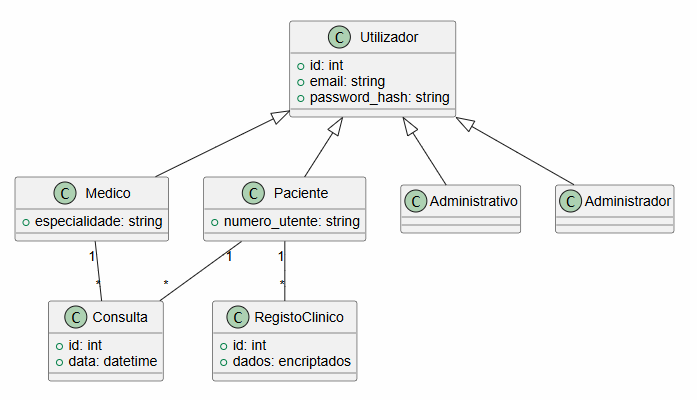 C Utilizador
id: int
email: string
password_hash: string
C Medico
especialidade: string
C Paciente
numero_utente: string
C Administrativo
C Administrador
1
1
1
*
*
*
C Consulta
id: int
data: datetime
C RegistoClinico
id: int
dados: encriptados